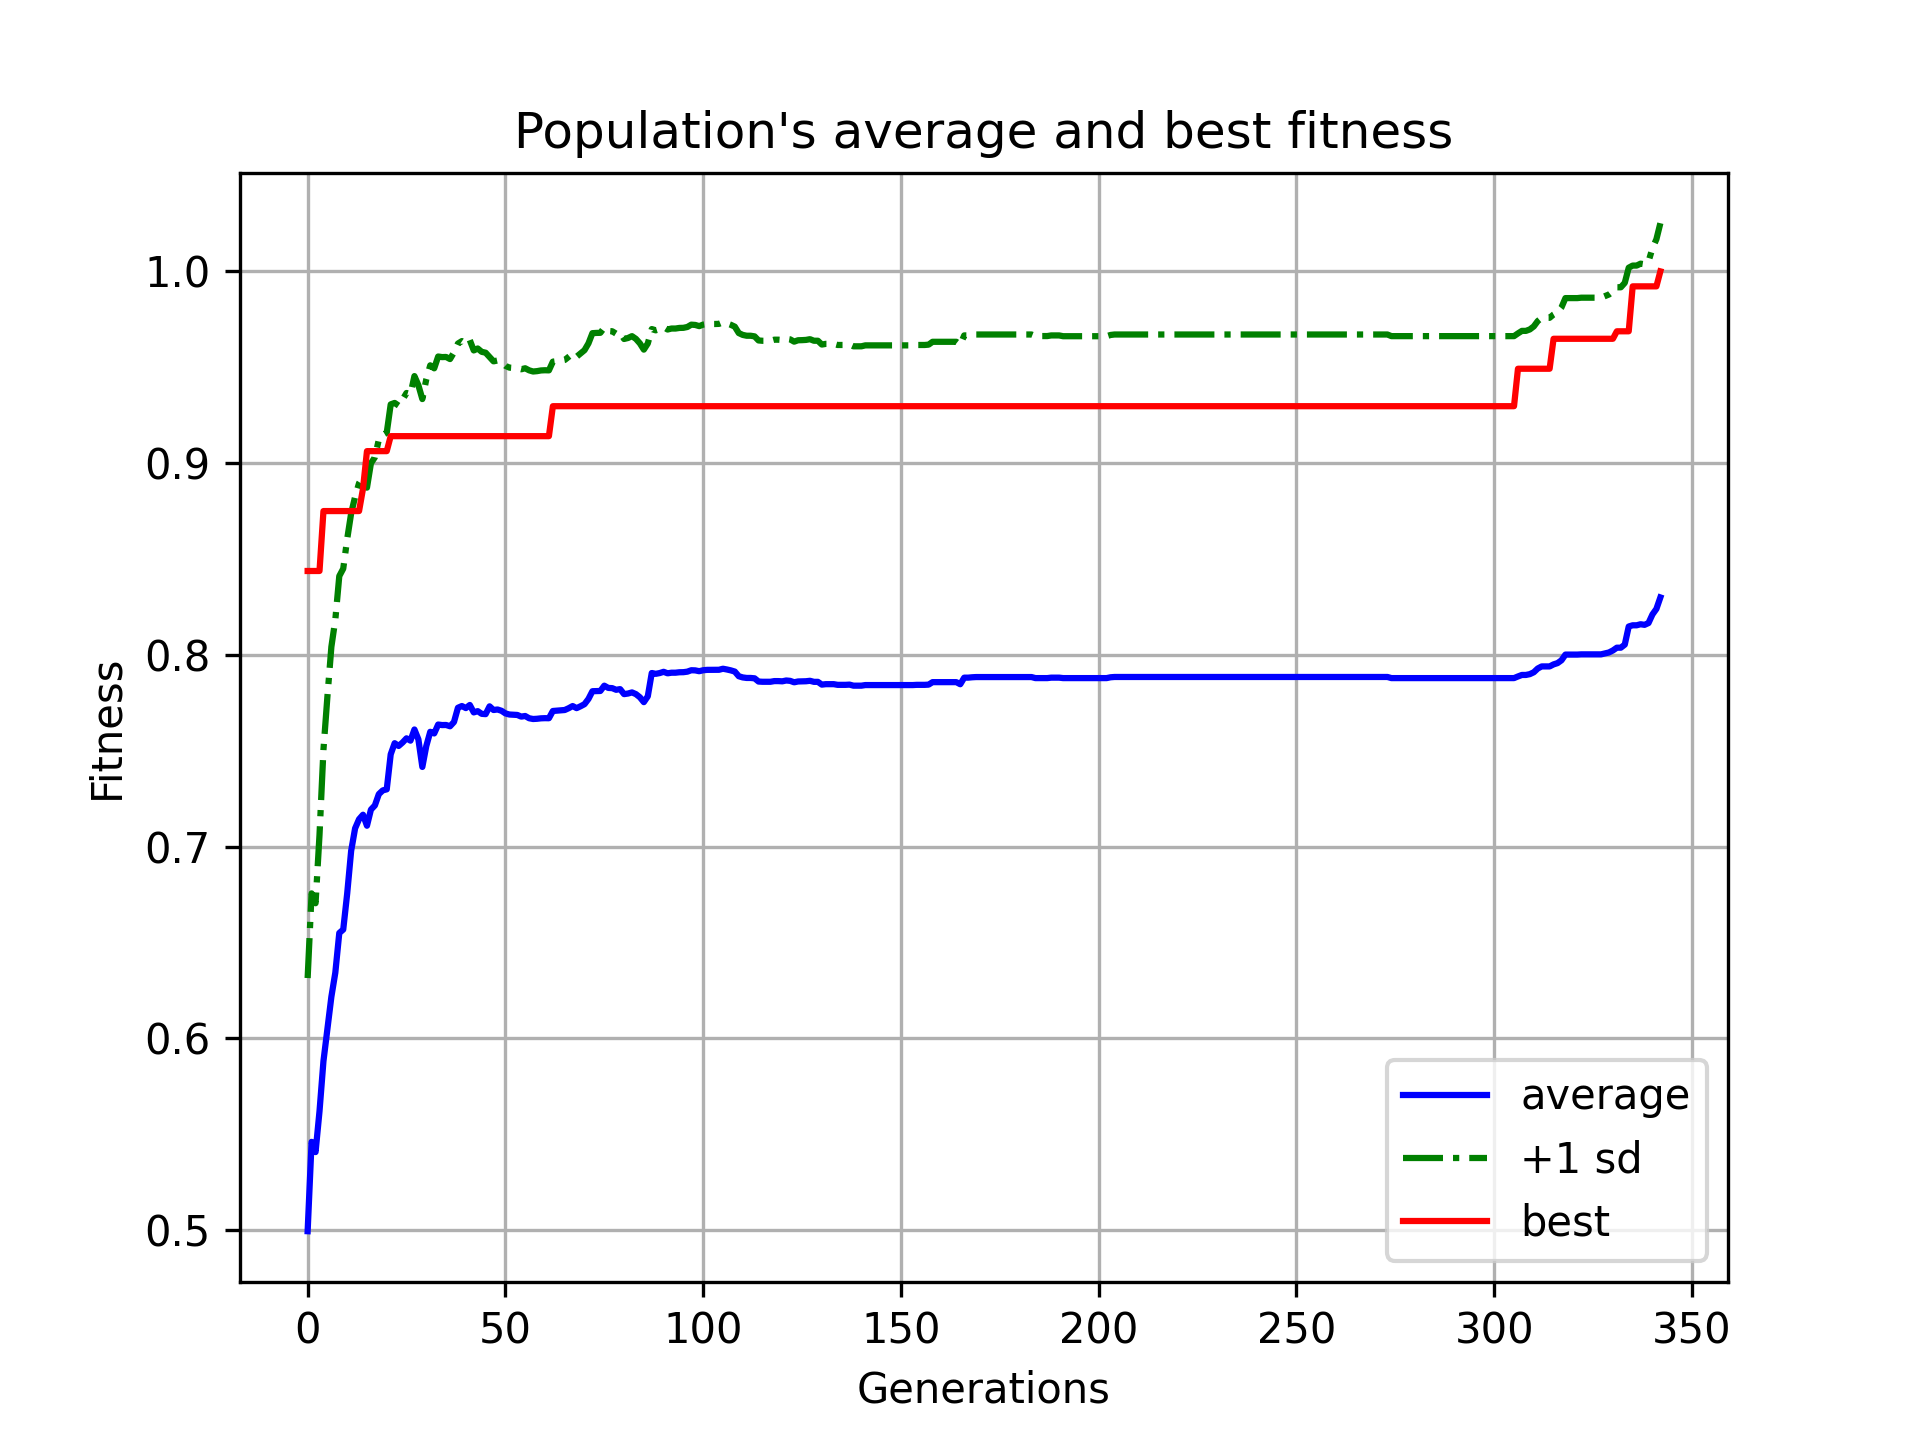 Population's average and best fitness
1.0
0.9
0.8
0.7
0.6
0.5
Fitness
average
+1 sd
best
0 50 100 150 200 250 300 350
Generations